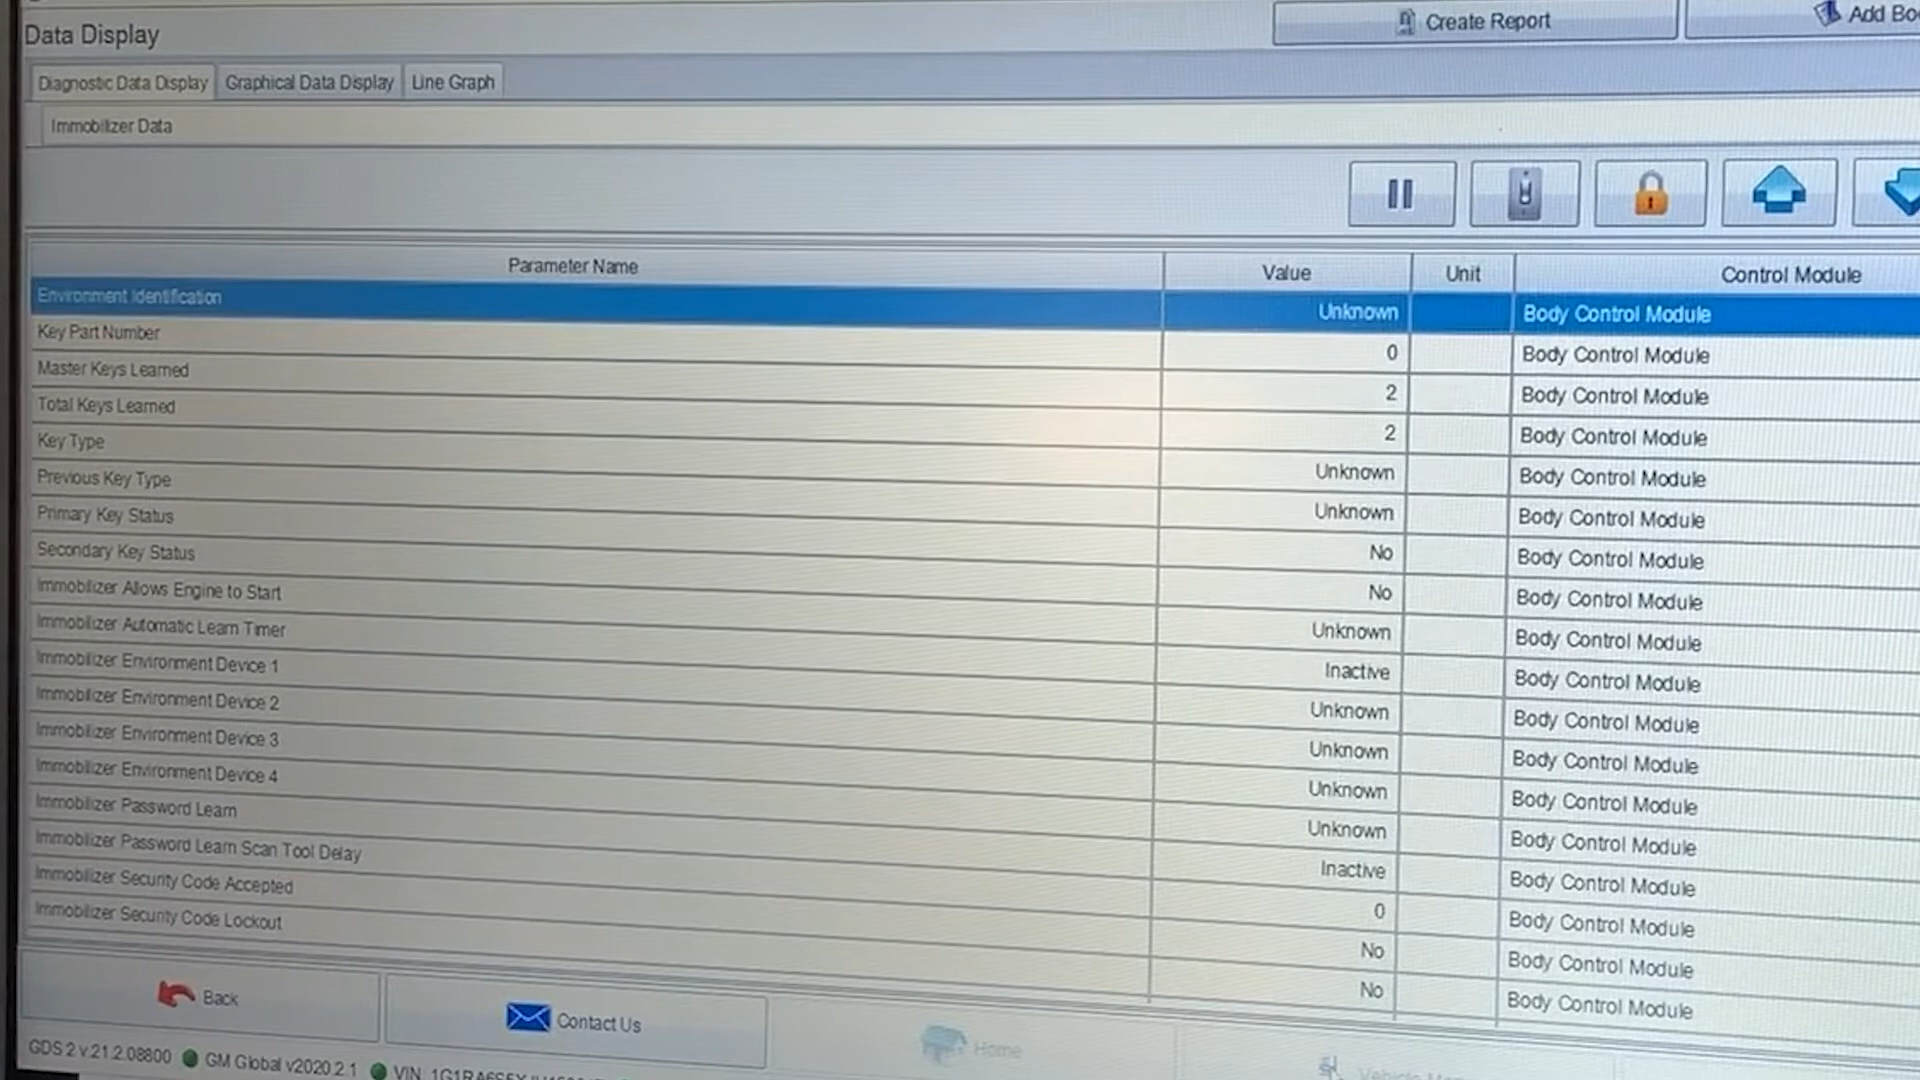 Data Display
Create Report
Add
Diagnostic Data Display Graphical Data Display Line Graph
Immobilizer Data
Parameter Name Value Unit Control Module
Environment Identification Unknown Body Control Module
Key Part Number 0 Body Control Module
Master Keys Learned 2 Body Control Module
Total Keys Learned 2 Body Control Module
Key Type Unknown Body Control Module
Previous Key Type Unknown Body Control Module
Primary Key Status No Body Control Module
Secondary Key Status No Body Control Module
Immobilizer Allows Engine to Start Unknown Body Control Module
Immobilizer Automatic Learn Timer Inactive Body Control Module
Immobilizer Environment Device 1 Unknown Body Control Module
Immobilizer Environment Device 2 Unknown Body Control Module
Immobilizer Environment Device 3 Unknown Body Control Module
Immobilizer Environment Device 4 Unknown Body Control Module
Immobilizer Password Learn Inactive Body Control Module
Immobilizer Password Learn Scan Tool Delay 0 Body Control Module
Immobilizer Security Code Accepted No Body Control Module
Immobilizer Security Code Lockout No Body Control Module
Back
Contact Us
Home
Vehicle
GDS 2 v.21.2.08800 GM Global v2020.2.1 VIN: